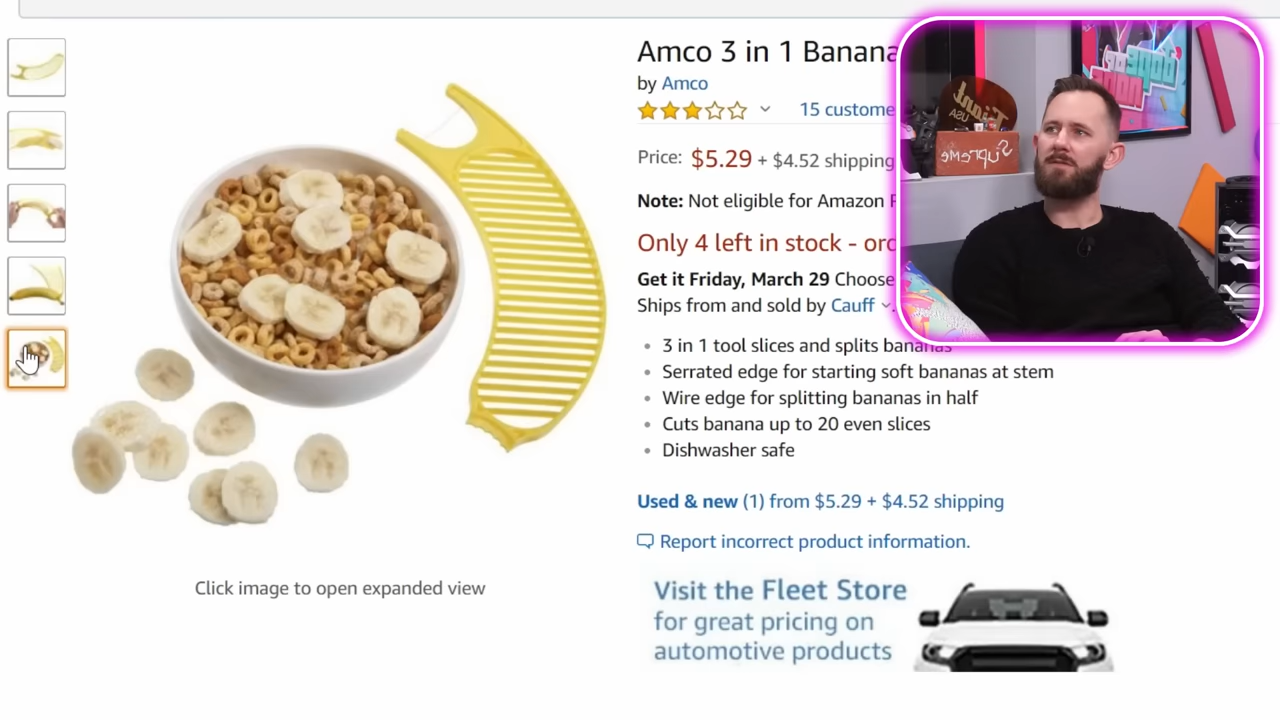 Amco 3 in 1 Banana
by Amco
15 custome
Price: $5.29 + $4.52 shipping
Note: Not eligible for Amazon P
Only 4 left in stock - orc
Get it Friday, March 29 Choose
Ships from and sold by Cauff
3 in 1 tool slices and splits bananas
Serrated edge for starting soft bananas at stem
Wire edge for splitting bananas in half
Cuts banana up to 20 even slices
Dishwasher safe
Used & new (1) from $5.29 + $4.52 shipping
Report incorrect product information.
Click image to open expanded view
Visit the Fleet Store
for great pricing on
automotive products
Giant
USA
Supreme